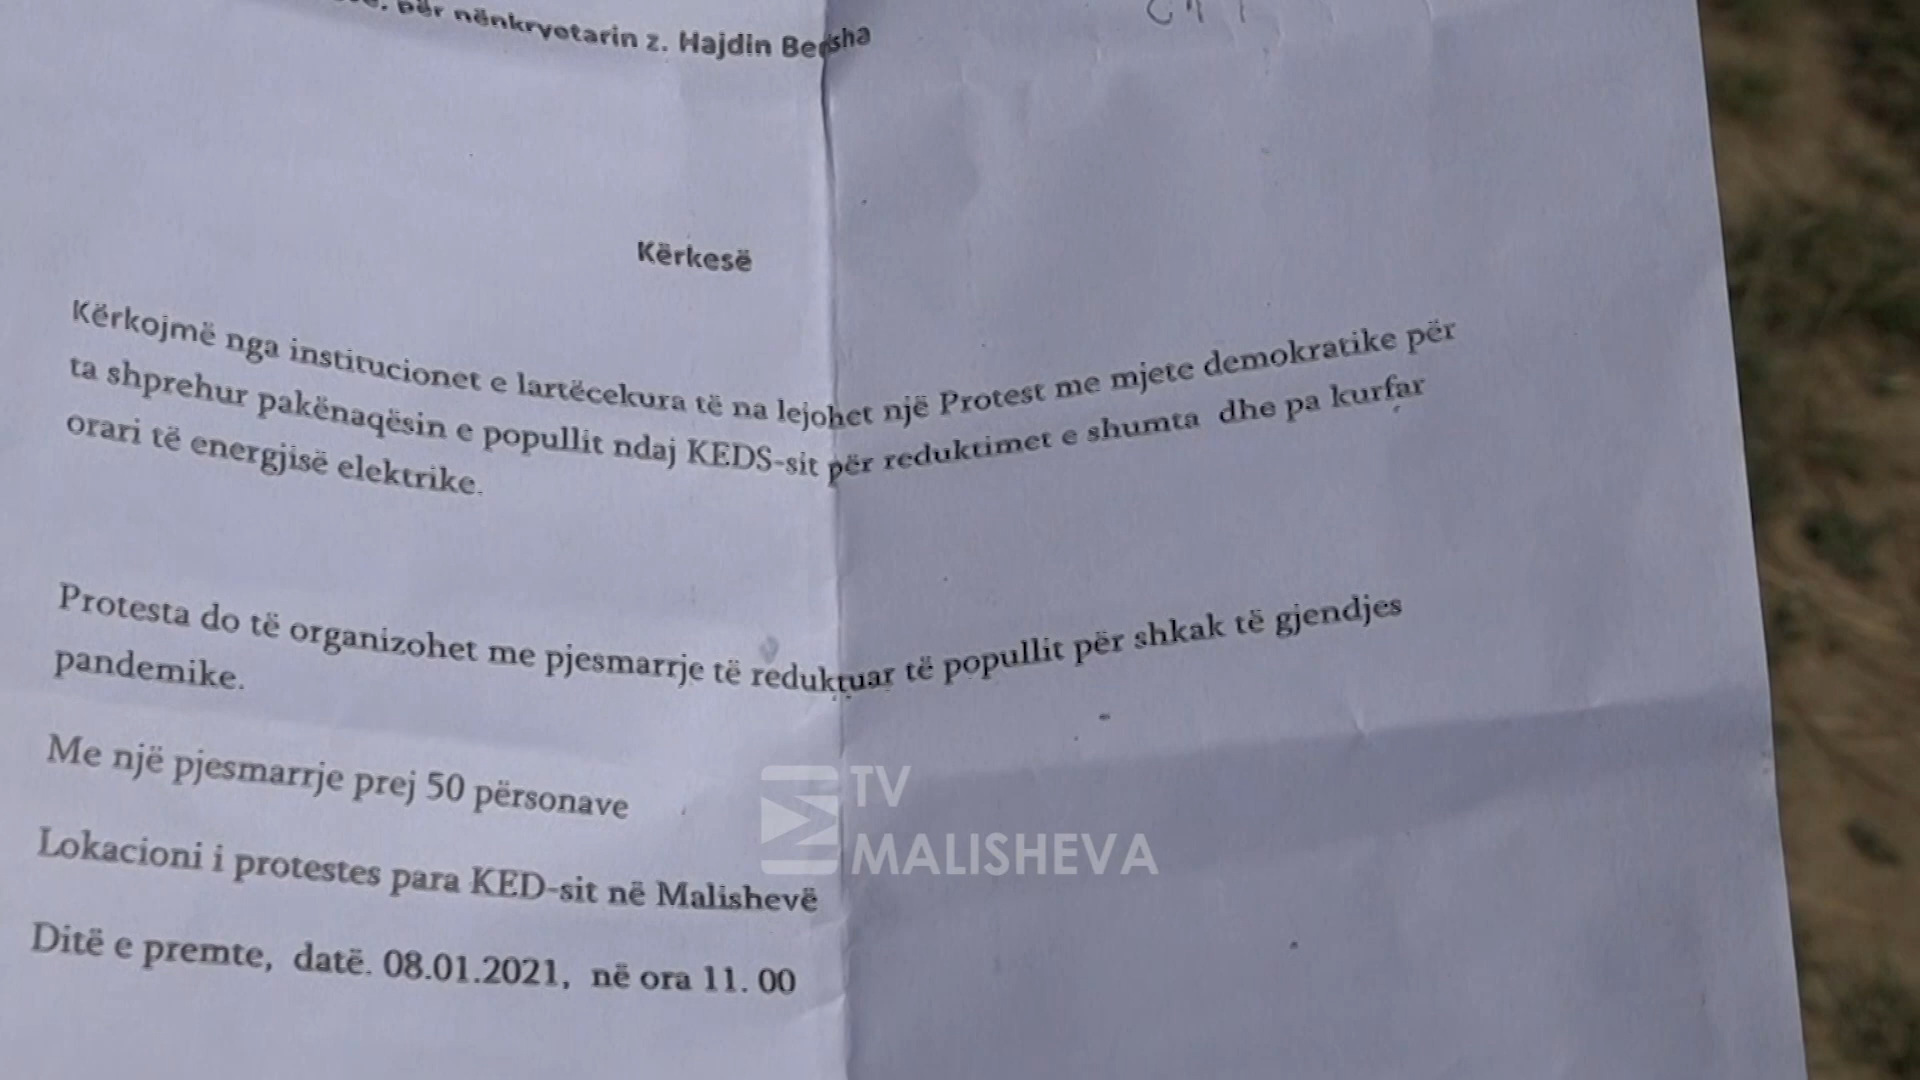 për nënkryetarin z. Hajdin Berisha
Kërkesë
Kërkojmë nga institucionet e lartëcekura të na lejohet një Protest me mjete demokratike për
ta shprehur pakënaqësin e popullit ndaj KEDS-sit për reduktimet e shumta dhe pa kurfar
orari të energjisë elektrike.
Protesta do të organizohet me pjesmarrje të reduktuar të popullit për shkak të gjendjes
pandemike.
Me një pjesmarrje prej 50 përsonave
Lokacioni i protestes para KED-sit në Malishevë
Ditë e premte, datë. 08.01.2021, në ora 11. 00
TV
MALISHEVA